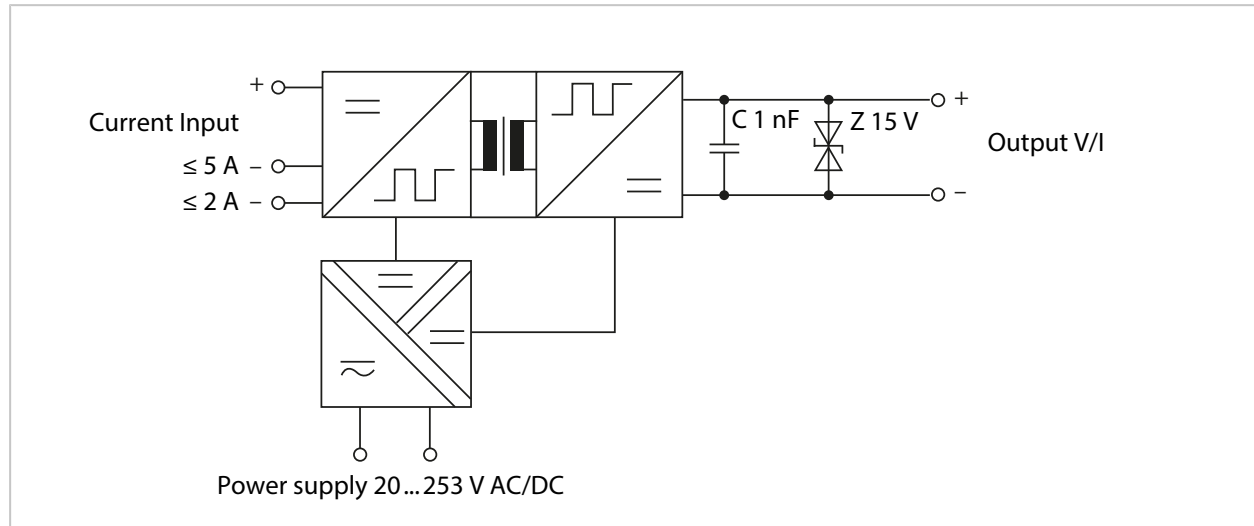 +
Current Input
≤ 5 A –
≤ 2 A –
C 1 nF
Z 15 V
+
Output V/I
–
Power supply 20 ... 253 V AC/DC